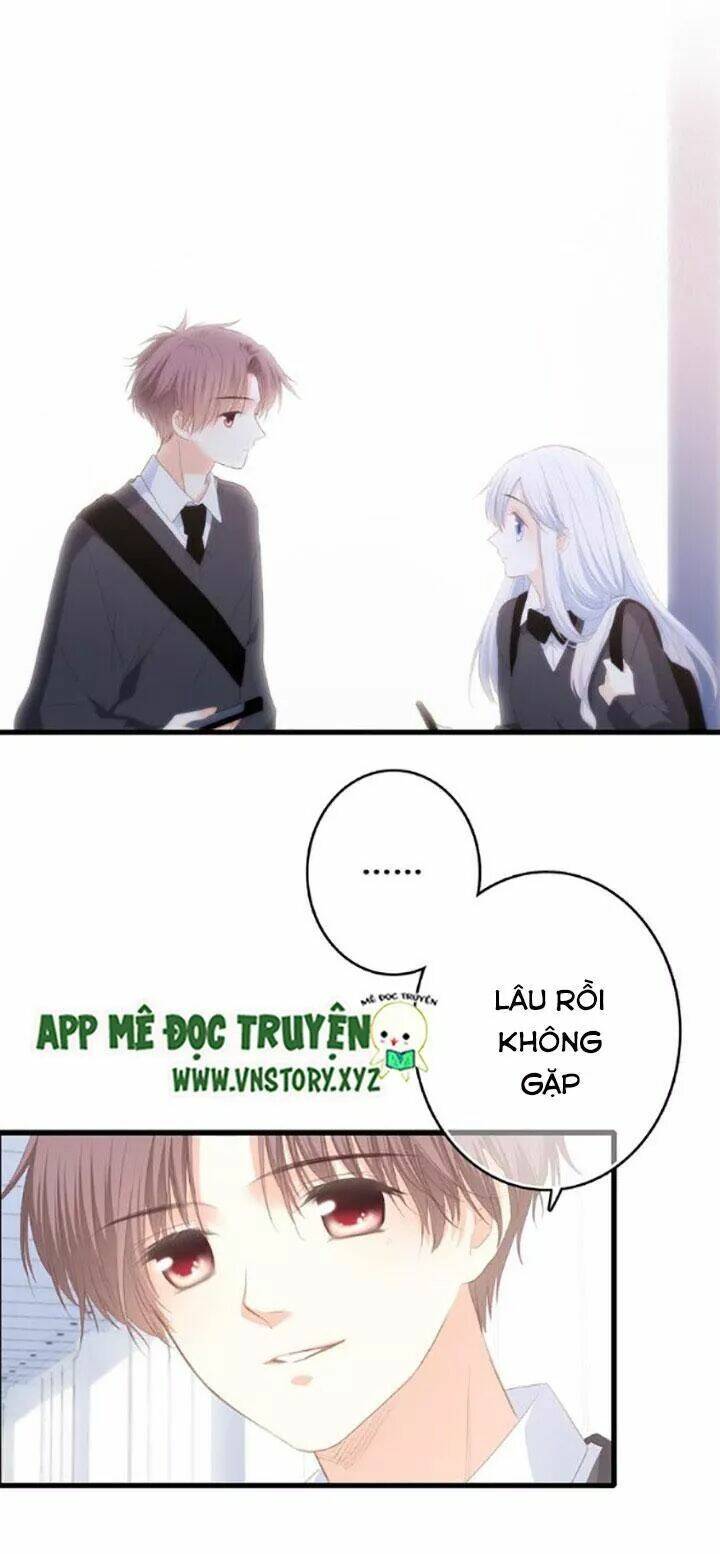 ......
MÊ ĐỌC TRUYỆN
APP MÊ ĐỌC TRUYỆN
WWW.VNSTORY.XYZ
LÂU RỒI
KHÔNG
GẶP